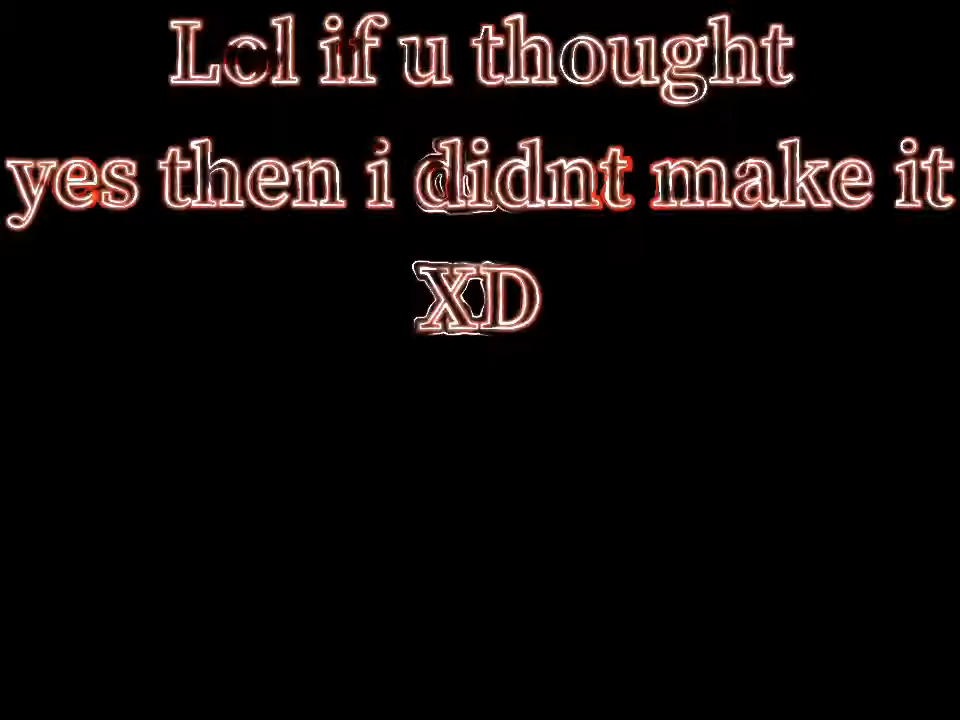 Lol if u thought
yes then i didnt make it
XD